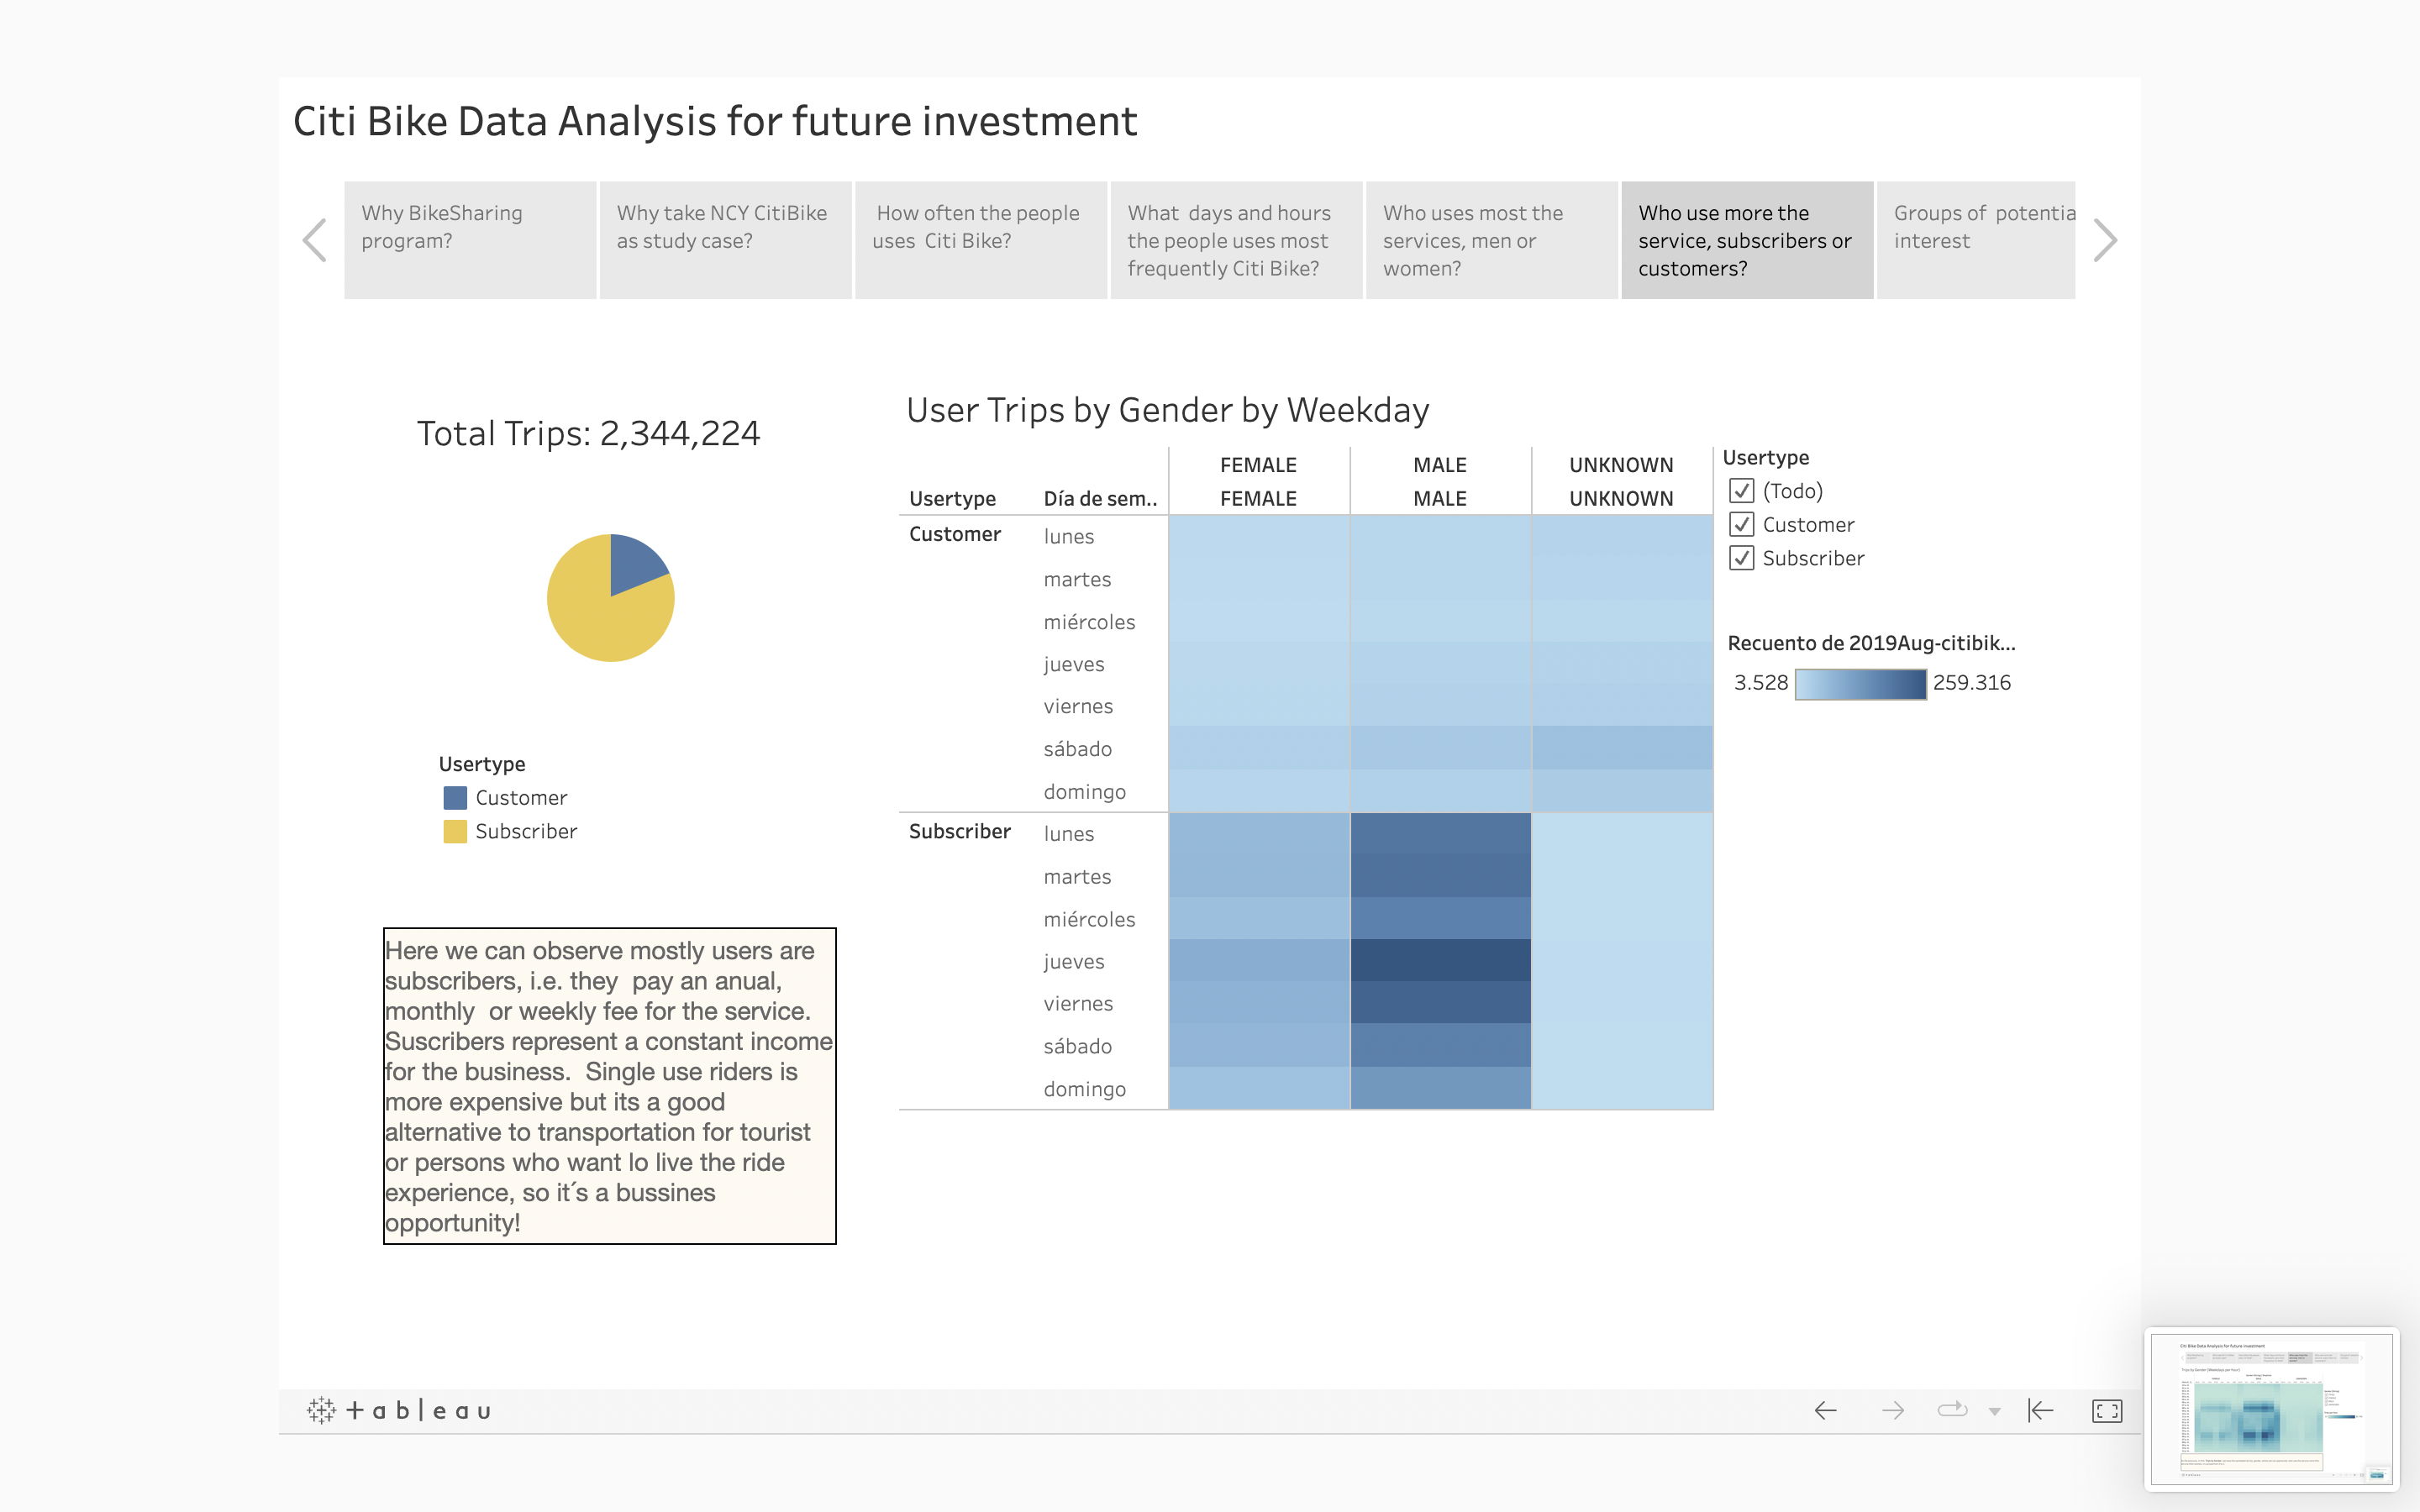 Citi Bike Data Analysis for future investment
Why BikeSharing
program?
Why take NCY CitiBike
as study case?
How often the people
uses Citi Bike?
What days and hours
the people uses most
frequently Citi Bike?
Who uses most the
services, men or
women?
Who use more the
service, subscribers or
customers?
Groups of potentia
interest
Total Trips: 2,344,224
Usertype
Customer
Subscriber
Here we can observe mostly users are
subscribers, i.e. they pay an anual,
monthly or weekly fee for the service.
Suscribers represent a constant income
for the business. Single use riders is
more expensive but its a good
alternative to transportation for tourist
or persons who want lo live the ride
experience, so it´s a bussines
opportunity!
User Trips by Gender by Weekday
FEMALE MALE UNKNOWN
Usertype Día de sem.. FEMALE MALE UNKNOWN
Customer lunes
martes
miércoles
jueves
viernes
sábado
domingo
Subscriber lunes
martes
miércoles
jueves
viernes
sábado
domingo
Usertype
(Todo)
Customer
Subscriber
Recuento de 2019Aug-citibik...
3.528 259.316
+ableau
Citi Bike Data Analysis for future investment